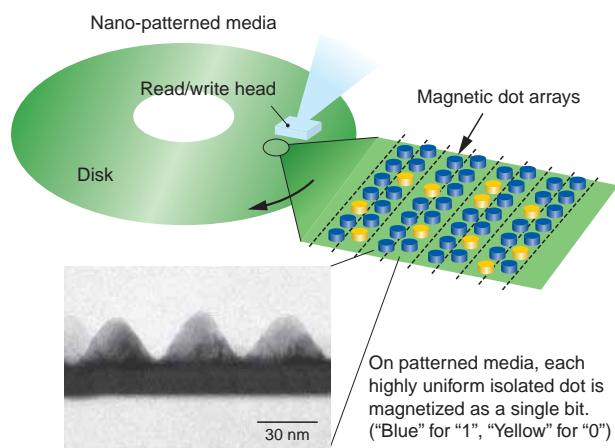 Nano-patterned media
Read/write head
Magnetic dot arrays
Disk
30 nm
On patterned media, each
highly uniform isolated dot is
magnetized as a single bit.
(“Blue” for “1”, “Yellow” for “0”)